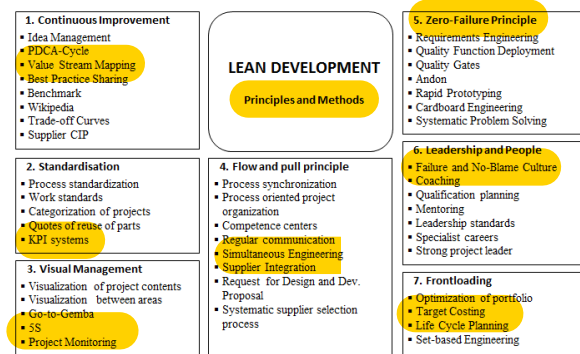 1. Continuous Improvement
▪ Idea Management
▪ PDCA-Cycle
▪ Value Stream Mapping
▪ Best Practice Sharing
▪ Benchmark
▪ Wikipedia
▪ Trade-off Curves
▪ Supplier CIP
LEAN DEVELOPMENT
Principles and Methods
5. Zero-Failure Principle
▪ Requirements Engineering
▪ Quality Function Deployment
▪ Quality Gates
▪ Andon
▪ Rapid Prototyping
▪ Cardboard Engineering
▪ Systematic Problem Solving
2. Standardisation
▪ Process standardization
▪ Work standards
▪ Categorization of projects
▪ Quotes of reuse of parts
▪ KPI systems
4. Flow and pull principle
▪ Process synchronization
▪ Process oriented project
organization
▪ Competence centers
▪ Regular communication
▪ Simultaneous Engineering
▪ Supplier Integration
▪ Request for Design and Dev.
Proposal
▪ Systematic supplier selection
process
6. Leadership and People
▪ Failure and No-Blame Culture
▪ Coaching
▪ Qualification planning
▪ Mentoring
▪ Leadership standards
▪ Specialist careers
▪ Strong project leader
3. Visual Management
▪ Visualization of project contents
▪ Visualization between areas
▪ Go-to-Gemba
▪ 5S
▪ Project Monitoring
7. Frontloading
▪ Optimization of portfolio
▪ Target Costing
▪ Life Cycle Planning
▪ Set-based Engineering